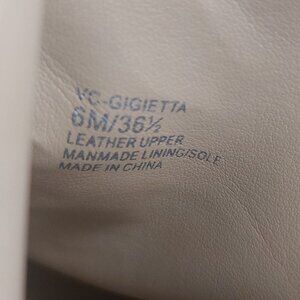 VC-GIGIETTA
6M/36½
LEATHER UPPER
MANMADE LINING/SOLE
MADE IN CHINA